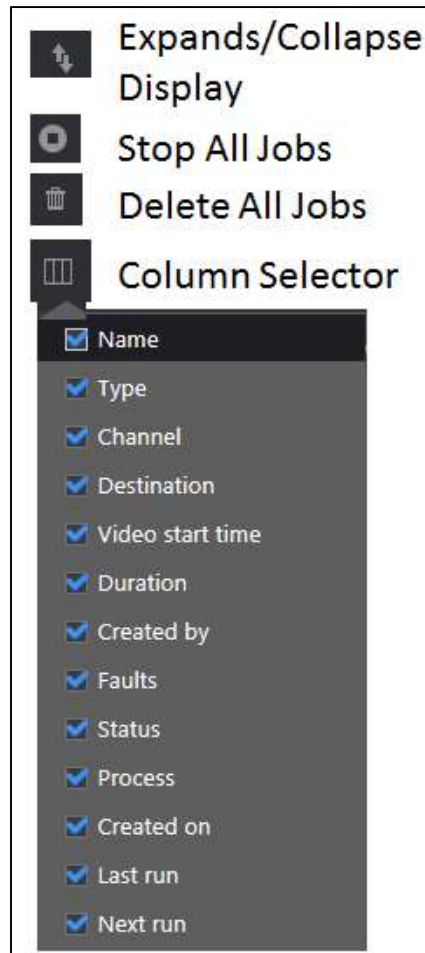 Expands/Collapse
Display
Stop All Jobs
Delete All Jobs
Column Selector
Name
Type
Channel
Destination
Video start time
Duration
Created by
Faults
Status
Process
Created on
Last run
Next run